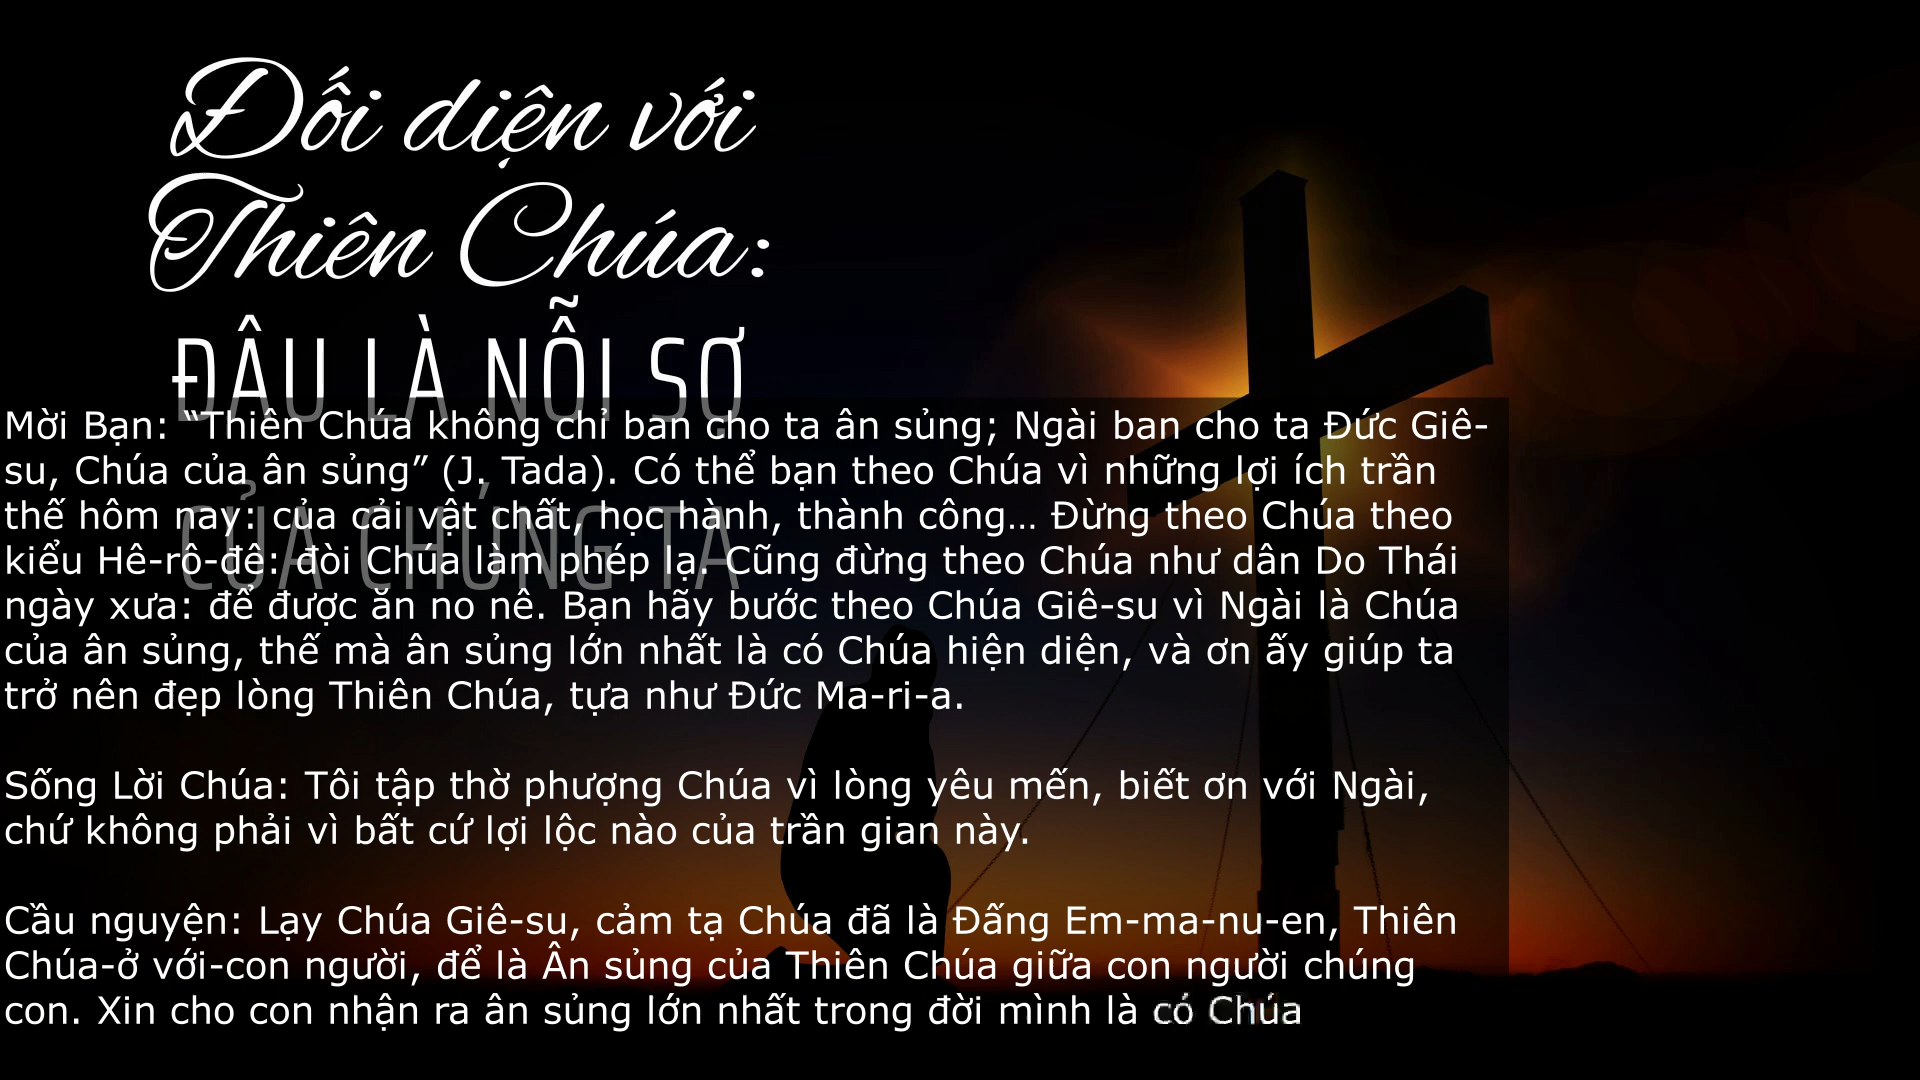 Đối diện với
Thiên Chúa:
ĐÂU LÀ NỖI SỢ
CỦA CHÚNG TA
Mời Bạn: “Thiên Chúa không chỉ ban cho ta ân sủng; Ngài ban cho ta Đức Giê-
su, Chúa của ân sủng” (J. Tada). Có thể bạn theo Chúa vì những lợi ích trần
thế hôm nay: của cải vật chất, học hành, thành công… Đừng theo Chúa theo
kiểu Hê-rô-đê: đòi Chúa làm phép lạ. Cũng đừng theo Chúa như dân Do Thái
ngày xưa: để được ăn no nê. Bạn hãy bước theo Chúa Giê-su vì Ngài là Chúa
của ân sủng, thế mà ân sủng lớn nhất là có Chúa hiện diện, và ơn ấy giúp ta
trở nên đẹp lòng Thiên Chúa, tựa như Đức Ma-ri-a.
Sống Lời Chúa: Tôi tập thờ phượng Chúa vì lòng yêu mến, biết ơn với Ngài,
chứ không phải vì bất cứ lợi lộc nào của trần gian này.
Cầu nguyện: Lạy Chúa Giê-su, cảm tạ Chúa đã là Đấng Em-ma-nu-en, Thiên
Chúa-ở với-con người, để là Ân sủng của Thiên Chúa giữa con người chúng
con. Xin cho con nhận ra ân sủng lớn nhất trong đời mình là có Chúa